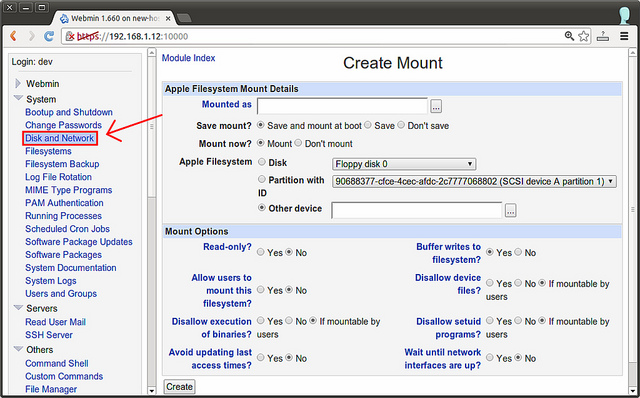 Webmin 1.660 on new-hos
https://192.168.1.12:10000
Login: dev
Webmin
System
Bootup and Shutdown
Change Passwords
Disk and Network
Filesystems
Filesystem Backup
Log File Rotation
MIME Type Programs
PAM Authentication
Running Processes
Scheduled Cron Jobs
Software Package Updates
Software Packages
System Documentation
System Logs
Users and Groups
Servers
Read User Mail
SSH Server
Others
Command Shell
Custom Commands
File Manager
Module Index
Create Mount
Apple Filesystem Mount Details
Mounted as ...
Save mount? Save and mount at boot Save Don't save
Mount now? Mount Don't mount
Apple Filesystem Disk Floppy disk 0
Partition with 90688377-cfce-4cec-afdc-2c7777068802 (SCSI device A partition 1)
ID
Other device ...
Mount Options
Read-only? Yes No
Buffer writes to filesystem? Yes No
Allow users to mount this filesystem? Yes No
Disallow device files? Yes No If mountable by users
Disallow execution of binaries? Yes No If mountable by users
Disallow setuid programs? Yes No If mountable by users
Avoid updating last access times? Yes No
Wait until network interfaces are up? Yes No
Create